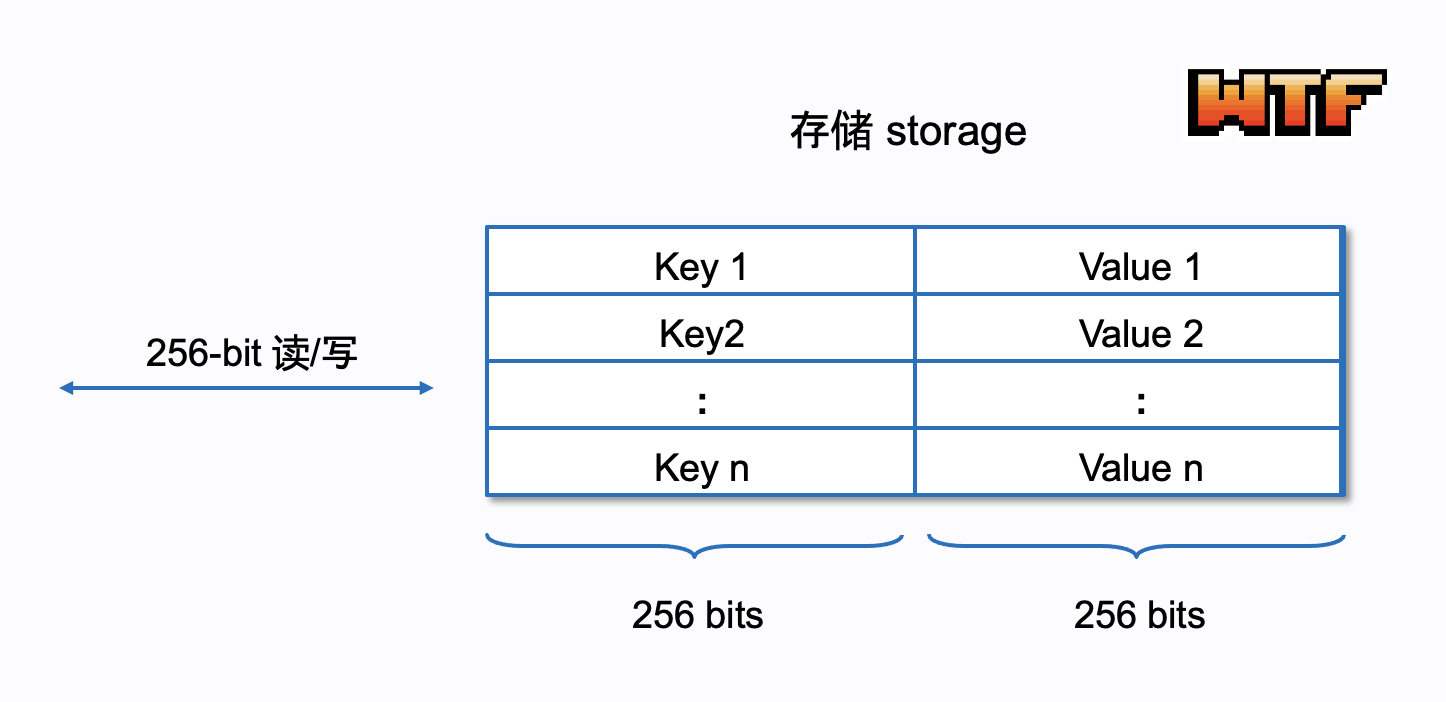 WTF
存储 storage
Key 1 Value 1
256-bit 读/写
Key2 Value 2
: :
Key n Value n
256 bits 256 bits